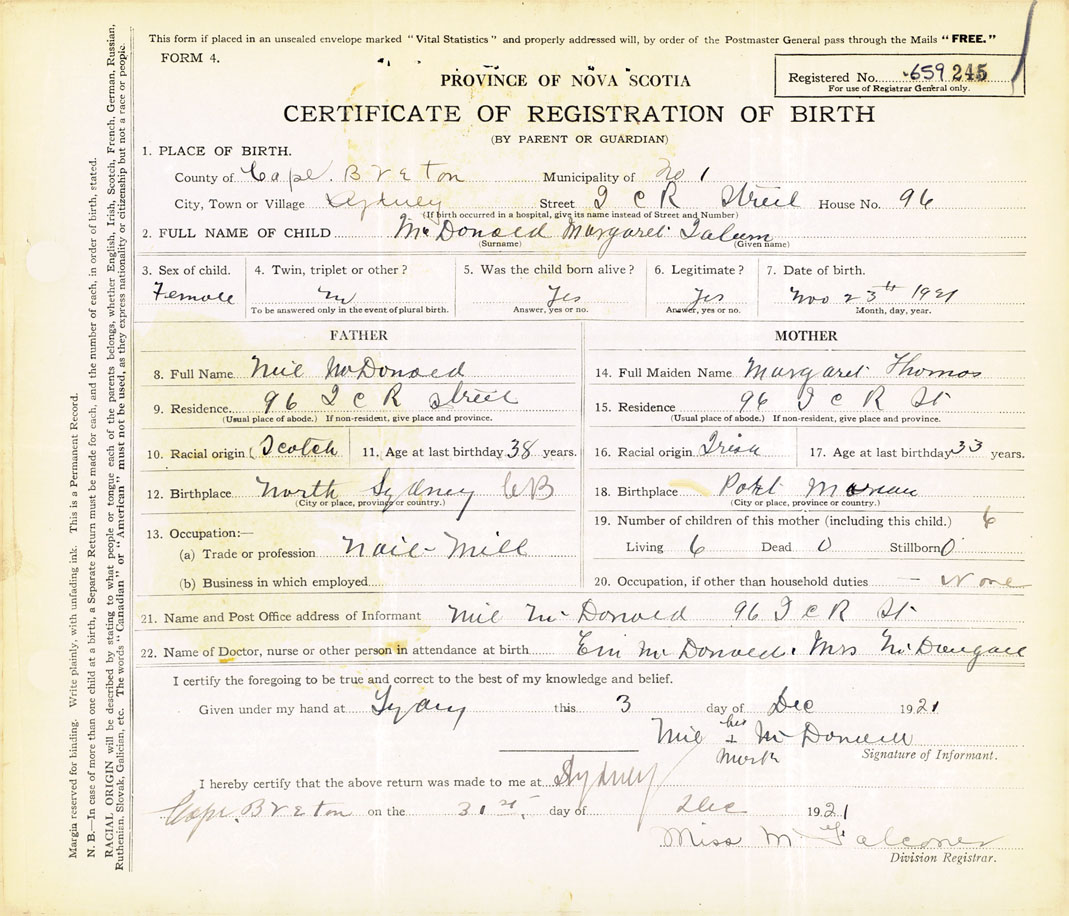 This form if placed in an unsealed envelope marked "Vital Statistics" and properly addressed will, by order of the Postmaster General pass through the Mails "FREE."
FORM 4.
PROVINCE OF NOVA SCOTIA
Registered No. 659 245
For use of Registrar General only.
CERTIFICATE OF REGISTRATION OF BIRTH
(BY PARENT OR GUARDIAN)
1. PLACE OF BIRTH.
County of Cape. Breton Municipality of No 1
City, Town or Village Sydney Street I C R Street House No. 96
(If birth occurred in a hospital, give its name instead of Street and Number)
2. FULL NAME OF CHILD McDonald Margaret
(Surname) (Given name)
3. Sex of child. 4. Twin, triplet or other? 5. Was the child born alive? 6. Legitimate? 7. Date of birth.
Female Yes Yes Nov 23th 1921
To be answered only in the event of plural birth. Answer, yes or no. Answer, yes or no. Month, day, year.
FATHER MOTHER
8. Full Name Neil McDonald 14. Full Maiden Name Margaret Thomas
9. Residence. 96 I C R Street 15. Residence 96 I C R St
(Usual place of abode.) If non-resident, give place and province. (Usual place of abode.) If non-resident, give place and province.
10. Racial origin Scotch 11. Age at last birthday 38 years. 16. Racial origin Irish 17. Age at last birthday 33 years.
12. Birthplace North Sydney CB 18. Birthplace Port Morien
(City or place, province or country.) (City or place, province or country.)
13. Occupation:— 19. Number of children of this mother (including this child.) 6
(a) Trade or profession Nail Mill Living 6 Dead 0 Stillborn 0
(b) Business in which employed 20. Occupation, if other than household duties — None
21. Name and Post Office address of Informant Neil McDonald 96 I C R St
22. Name of Doctor, nurse or other person in attendance at birth McDonald. Mrs McDougall
I certify the foregoing to be true and correct to the best of my knowledge and belief.
Given under my hand at Sydney this 3 day of Dec 1921
Neil his + McDonald
Mark Signature of Informant.
I hereby certify that the above return was made to me at Sydney
Cape. Breton on the 31st. day of Dec 1921
Miss M Falconer
Division Registrar.
Margin reserved for binding. Write plainly, with unfading ink. This is a Permanent Record.
N. B.—In case of more than one child at a birth, a Separate Return must be made for each, and the number of each, in order of birth, stated.
RACIAL ORIGIN will be described by stating to what people or tongue each of the parents belongs, whether English, Irish, Scotch, French, German, Russian,
Ruthenian, Slovak, Galician, etc. The words "Canadian" or "American" must not be used, as they express nationality or citizenship but not a race or people.